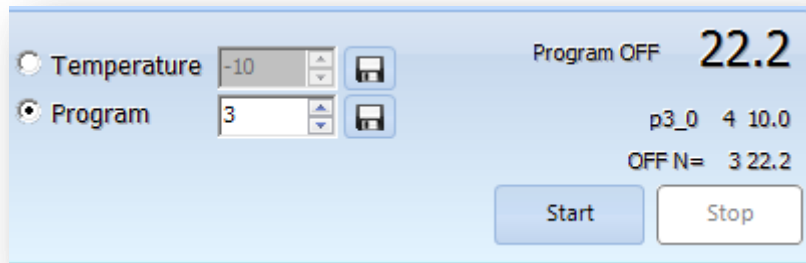 Temperature -10
Program 3
Program OFF 22.2
p3_0 4 10.0
OFF N= 3 22.2
Start Stop